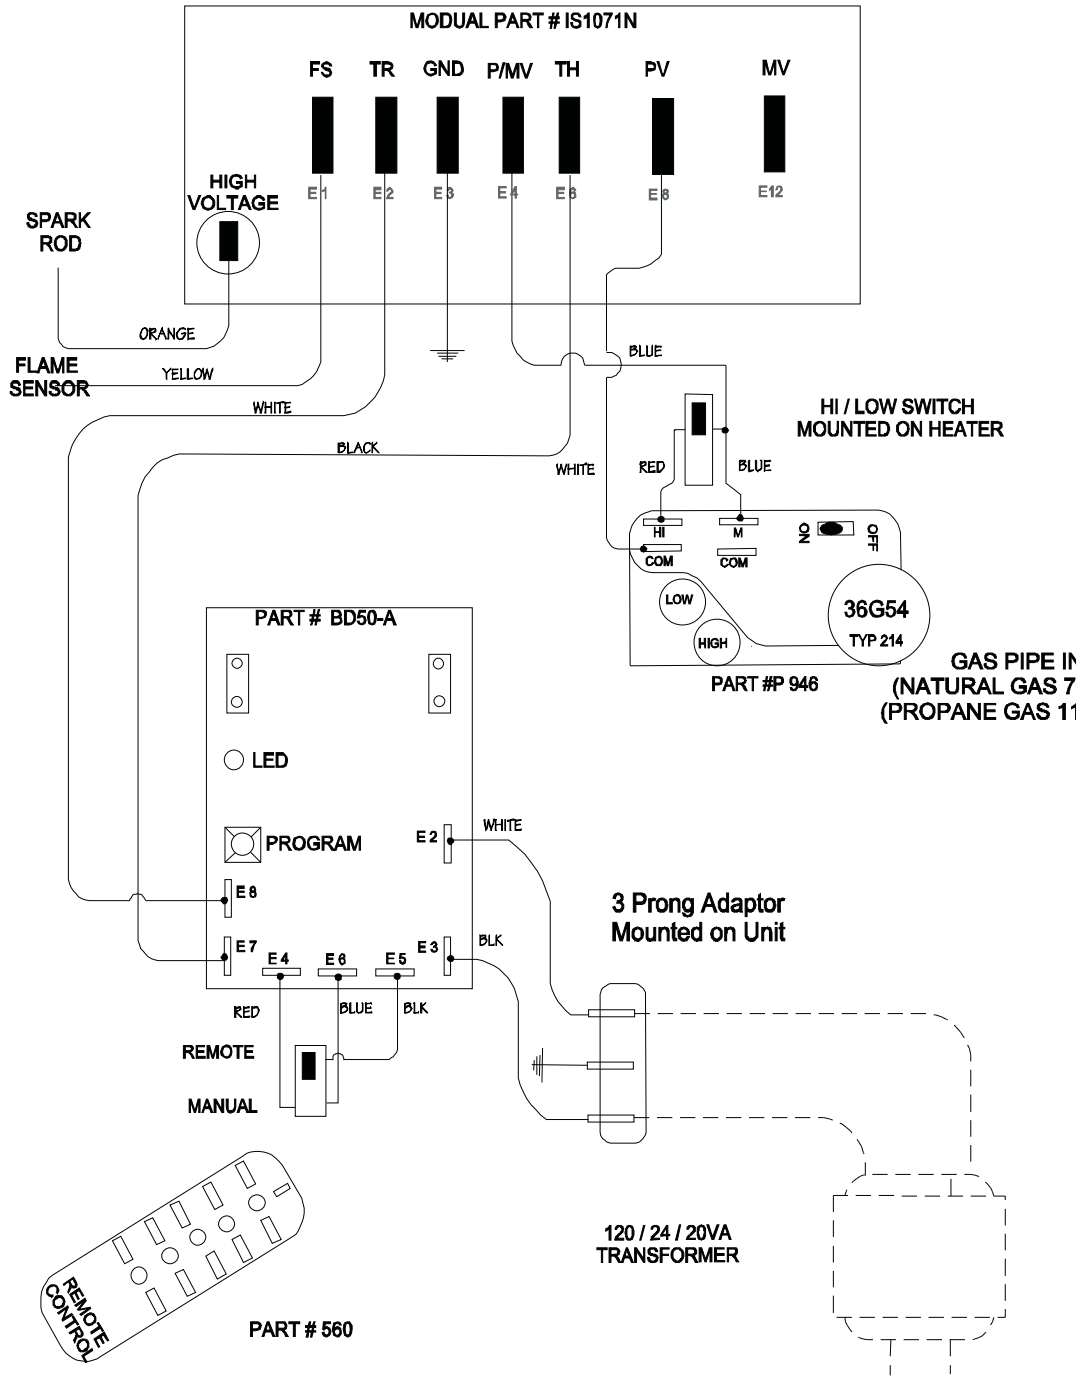 MODUAL PART # IS1071N
FS TR GND P/MV TH PV MV
E1 E2 E3 E4 E6 E8 E12
HIGH
VOLTAGE
SPARK
ROD
ORANGE
FLAME
SENSOR
YELLOW
WHITE
BLACK
BLUE
HI / LOW SWITCH
MOUNTED ON HEATER
WHITE
RED
BLUE
HI
M
ON
OFF
COM
COM
LOW
HIGH
36G54
TYP 214
PART #P 946
GAS PIPE IN
(NATURAL GAS 7
(PROPANE GAS 11
PART # BD50-A
LED
PROGRAM
E 2
WHITE
E 8
E 7
E 4
E 6
E 5
E 3
BLK
RED
BLUE
BLK
REMOTE
MANUAL
3 Prong Adaptor
Mounted on Unit
120 / 24 / 20VA
TRANSFORMER
REMOTE
CONTROL
PART # 560